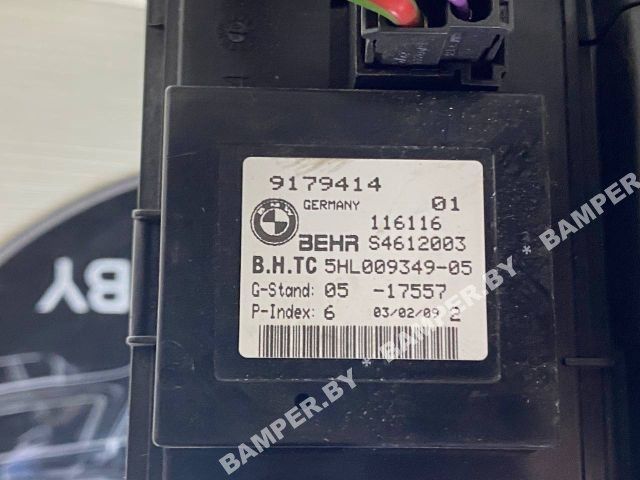 9179414
GERMANY 01
116116
BEHR S4612003
B.H.TC 5HL009349-05
G-Stand: 05 -17557
P-Index: 6 03/02/09 2
BAMPER.BY * BAMPER.BY * BAMPER.BY
BY